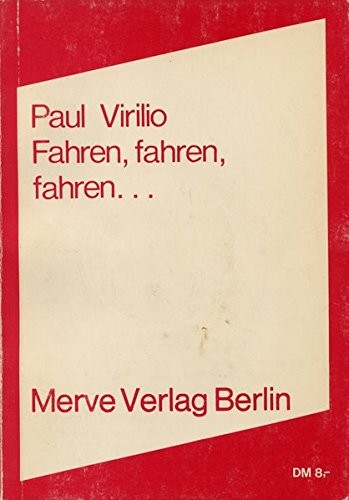 Paul Virilio
Fahren, fahren,
fahren...
Merve Verlag Berlin
DM 8,-